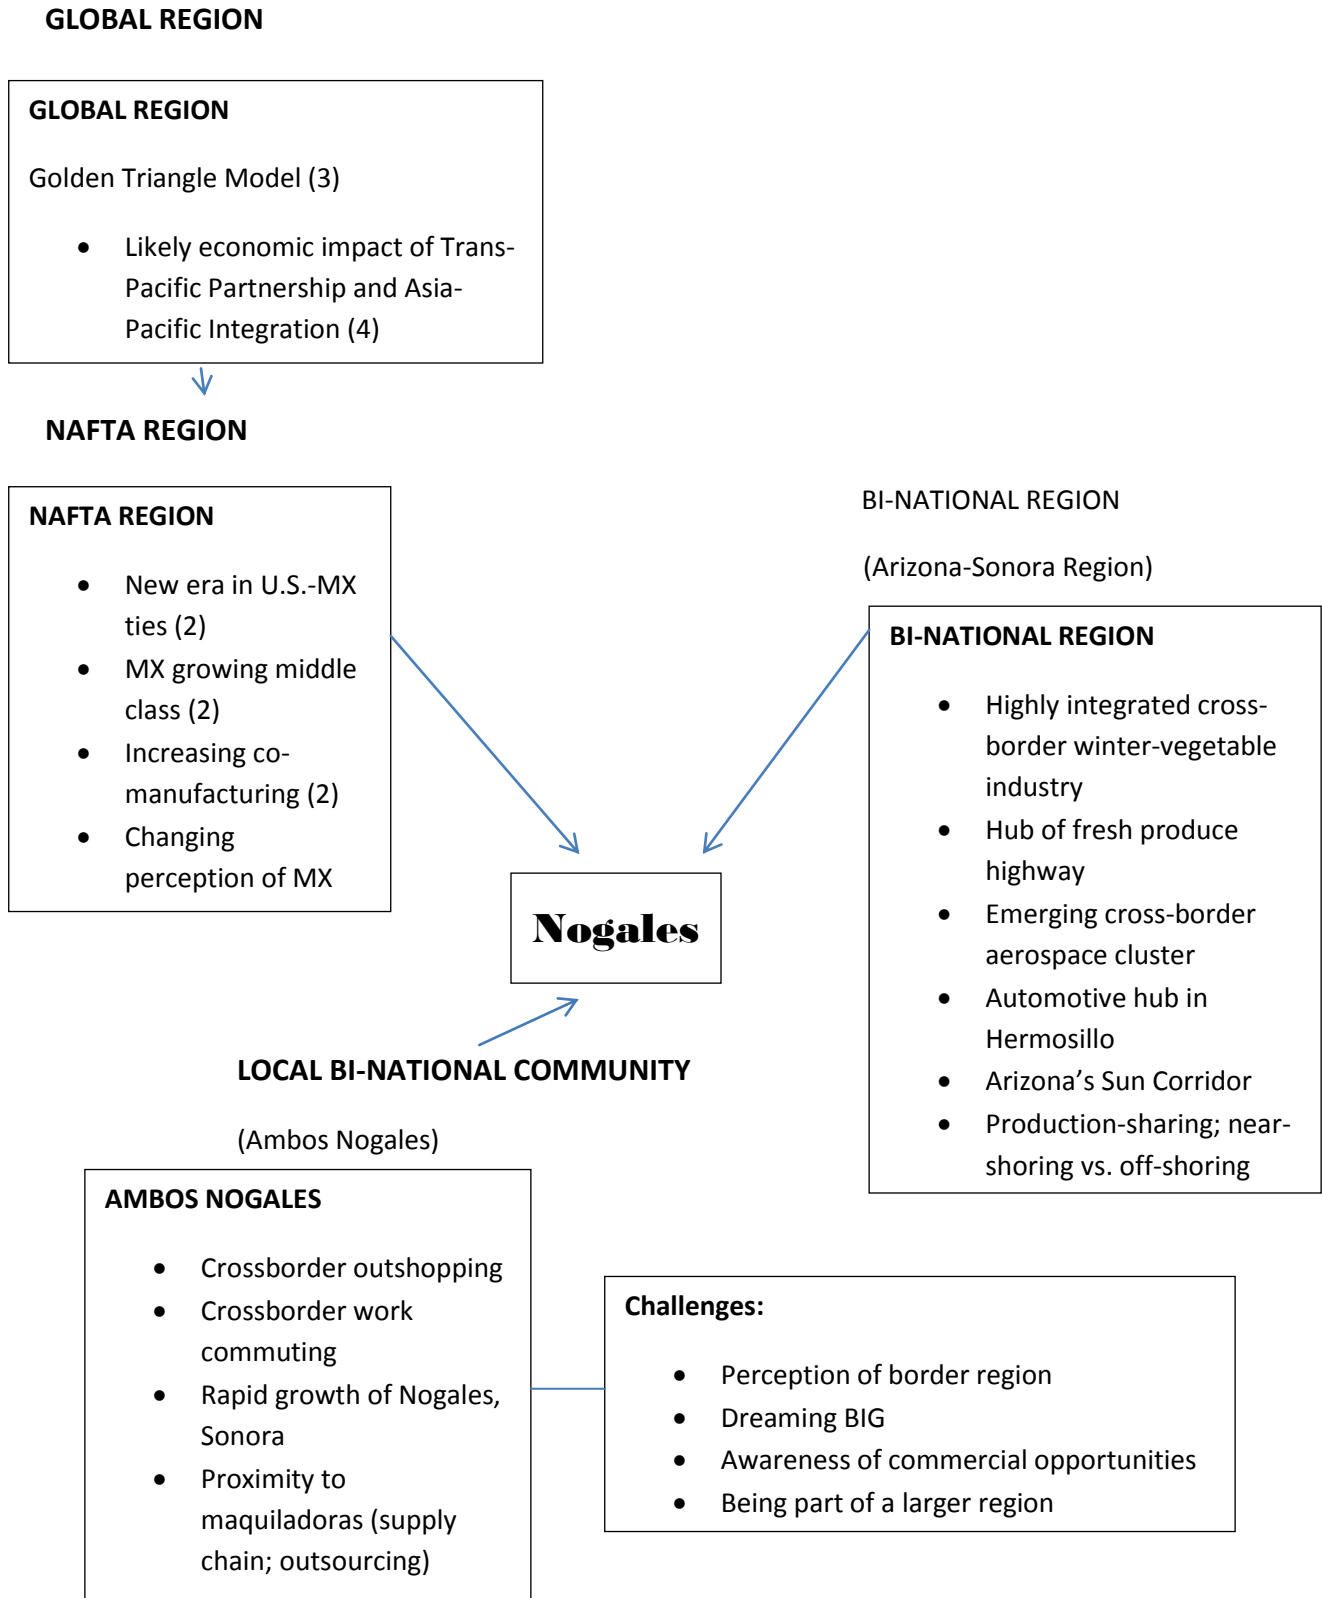 GLOBAL REGION
GLOBAL REGION
Golden Triangle Model (3)
• Likely economic impact of Trans-
Pacific Partnership and Asia-
Pacific Integration (4)
NAFTA REGION
NAFTA REGION
• New era in U.S.-MX
ties (2)
• MX growing middle
class (2)
• Increasing co-
manufacturing (2)
• Changing
perception of MX
BI-NATIONAL REGION
(Arizona-Sonora Region)
BI-NATIONAL REGION
• Highly integrated cross-
border winter-vegetable
industry
• Hub of fresh produce
highway
• Emerging cross-border
aerospace cluster
• Automotive hub in
Hermosillo
• Arizona’s Sun Corridor
• Production-sharing; near-
shoring vs. off-shoring
Nogales
LOCAL BI-NATIONAL COMMUNITY
(Ambos Nogales)
AMBOS NOGALES
• Crossborder outshopping
• Crossborder work
commuting
• Rapid growth of Nogales,
Sonora
• Proximity to
maquiladoras (supply
chain; outsourcing)
Challenges:
• Perception of border region
• Dreaming BIG
• Awareness of commercial opportunities
• Being part of a larger region